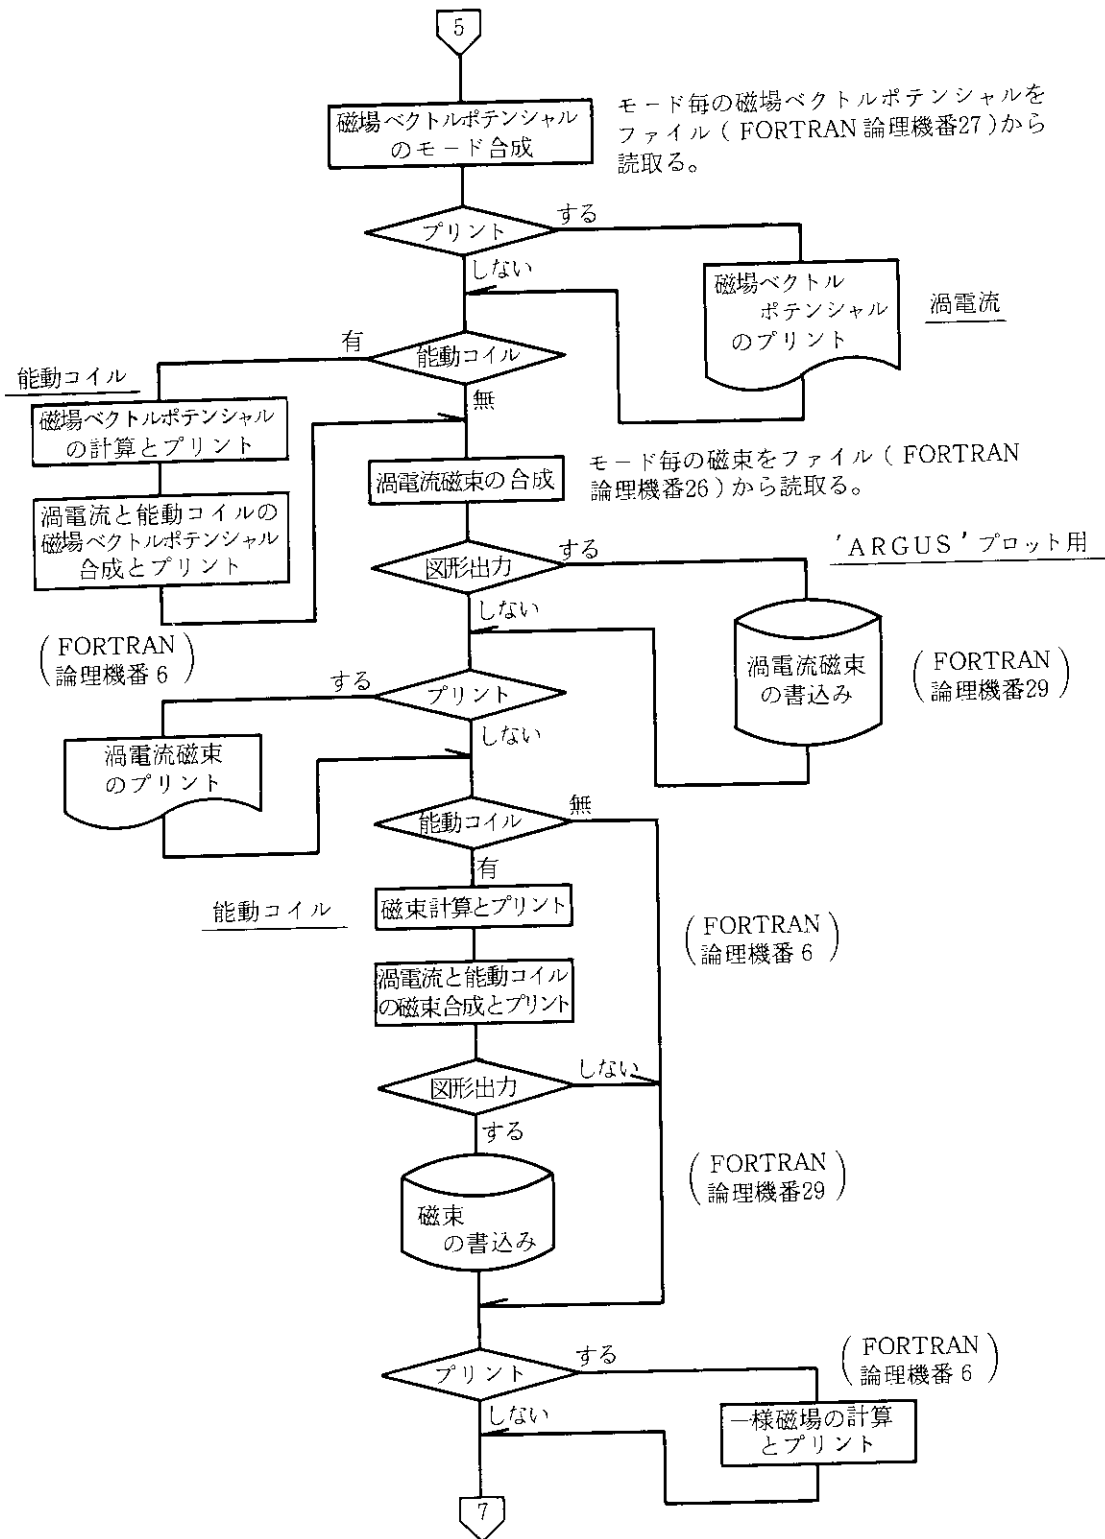 5
磁場ベクトルポテンシャル
のモード合成
モード毎の磁場ベクトルポテンシャルを
ファイル(FORTRAN論理機番27)から
読取る。
プリント
する
しない
磁場ベクトル
ポテンシャル
のプリント
渦電流
有
能動コイル
無
能動コイル
磁場ベクトルポテンシャル
の計算とプリント
渦電流と能動コイルの
磁場ベクトルポテンシャル
合成とプリント
(FORTRAN
論理機番6)
渦電流磁束の合成
モード毎の磁束をファイル(FORTRAN
論理機番26)から読取る。
図形出力
する
しない
'ARGUS'プロット用
渦電流磁束
の書込み
(FORTRAN
論理機番29)
する
プリント
しない
渦電流磁束
のプリント
能動コイル
無
有
能動コイル
磁束計算とプリント
(FORTRAN
論理機番6)
渦電流と能動コイル
の磁束合成とプリント
図形出力
しない
する
磁束
の書込み
(FORTRAN
論理機番29)
プリント
する
しない
(FORTRAN
論理機番6)
一様磁場の計算
とプリント
7